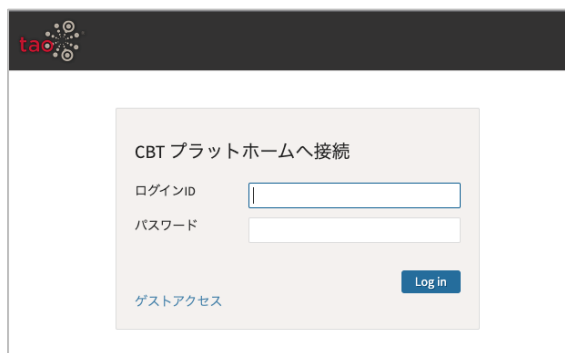 tao
CBT プラットホームへ接続
ログインID
パスワード
Log in
ゲストアクセス